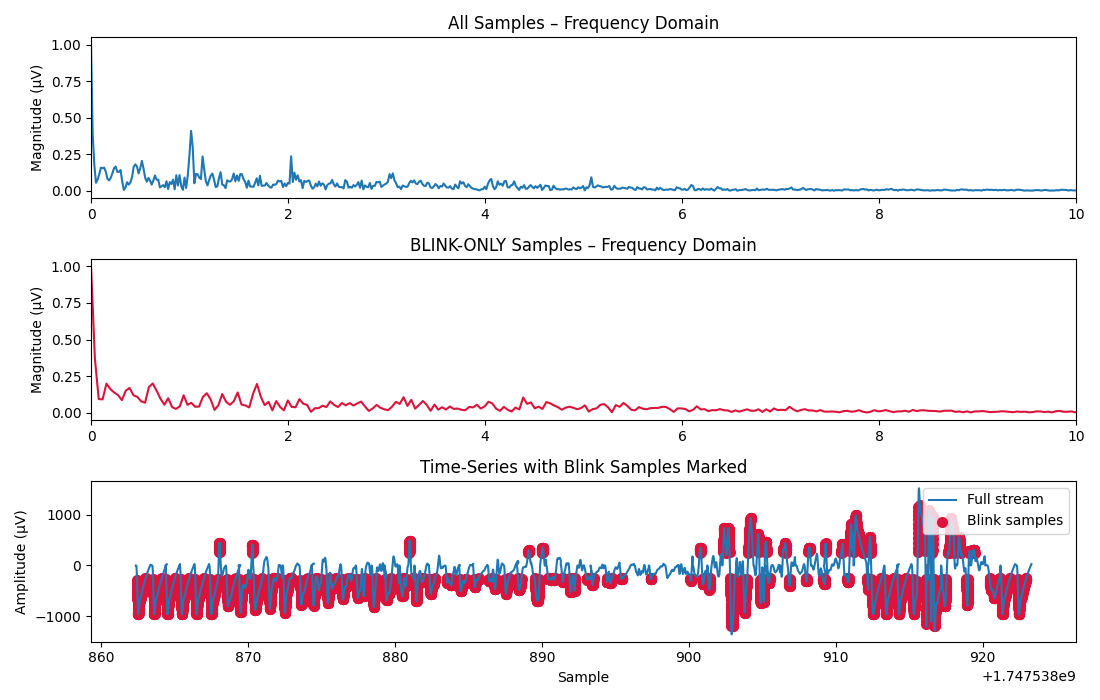 All Samples – Frequency Domain
1.00
0.75
0.50
0.25
0.00
Magnitude (µV)
0 2 4 6 8 10
BLINK-ONLY Samples – Frequency Domain
1.00
0.75
0.50
0.25
0.00
Magnitude (µV)
0 2 4 6 8 10
Time-Series with Blink Samples Marked
1000
0
−1000
Amplitude (µV)
Full stream
Blink samples
860 870 880 890 900 910 920
Sample
+1.747538e9